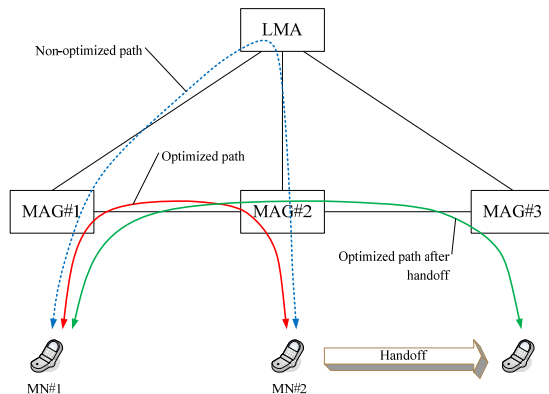 LMA
Non-optimized path
Optimized path
MAG#1
MAG#2
MAG#3
Optimized path after
handoff
Handoff
MN#1
MN#2